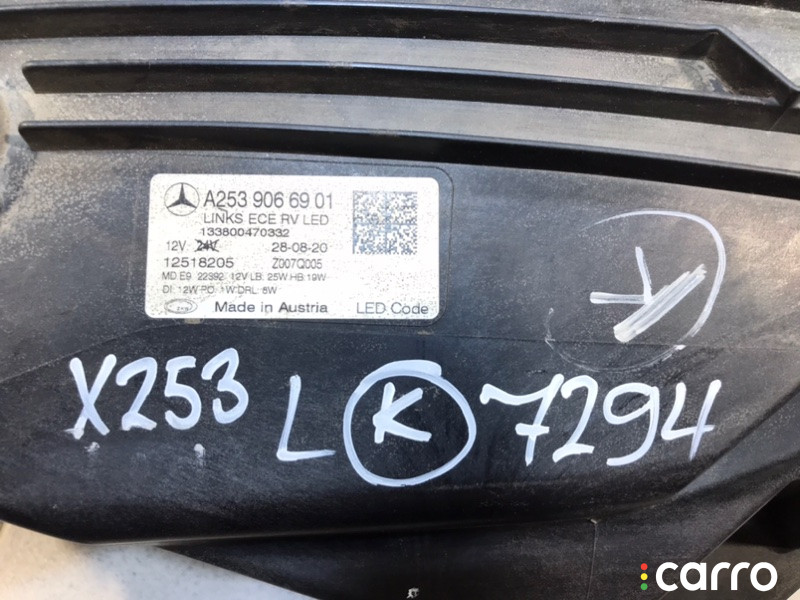 A253 906 69 01
LINKS ECE RV LED
133800470332
12V 24V 28-08-20
12518205 Z007Q005
MD E9 22392 12V LB: 25W HB:19W
DI: 12W PO: 1W DRL: 6W
Made in Austria LED Code
K
X253 L K 7294
carro